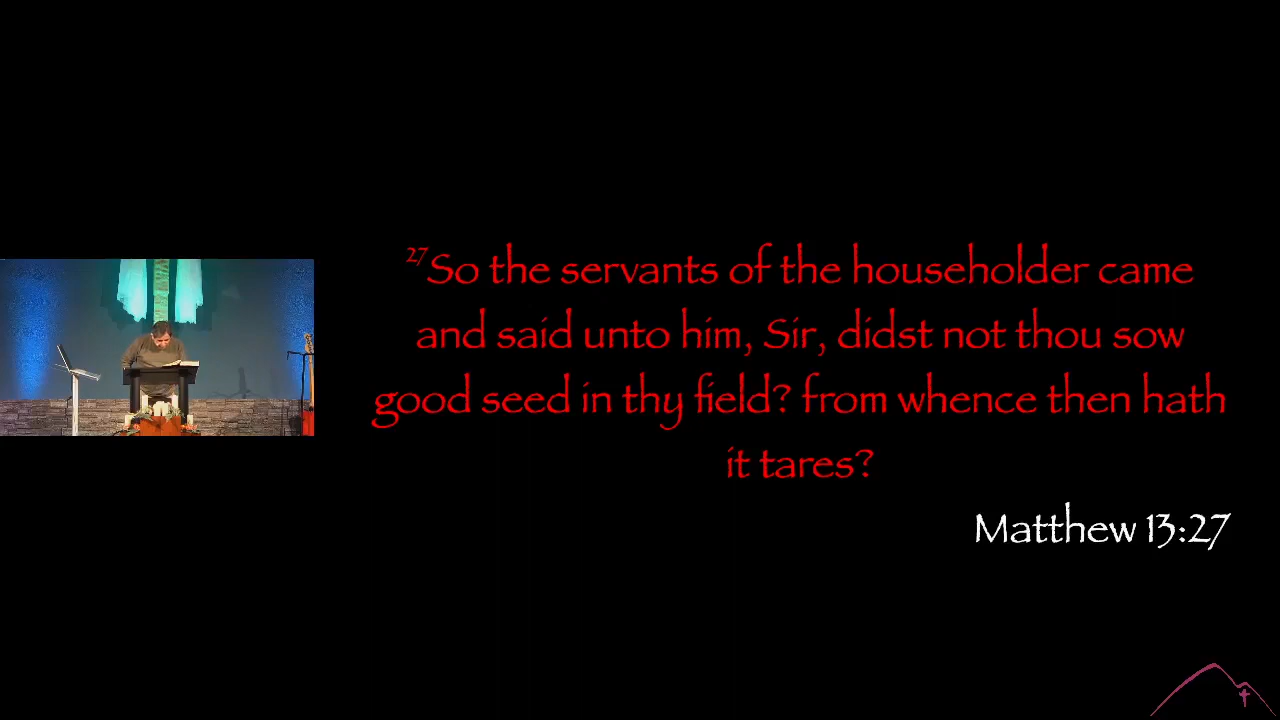 27So the servants of the householder came
and said unto him, Sir, didst not thou sow
good seed in thy field? from whence then hath
it tares?
Matthew 13:27